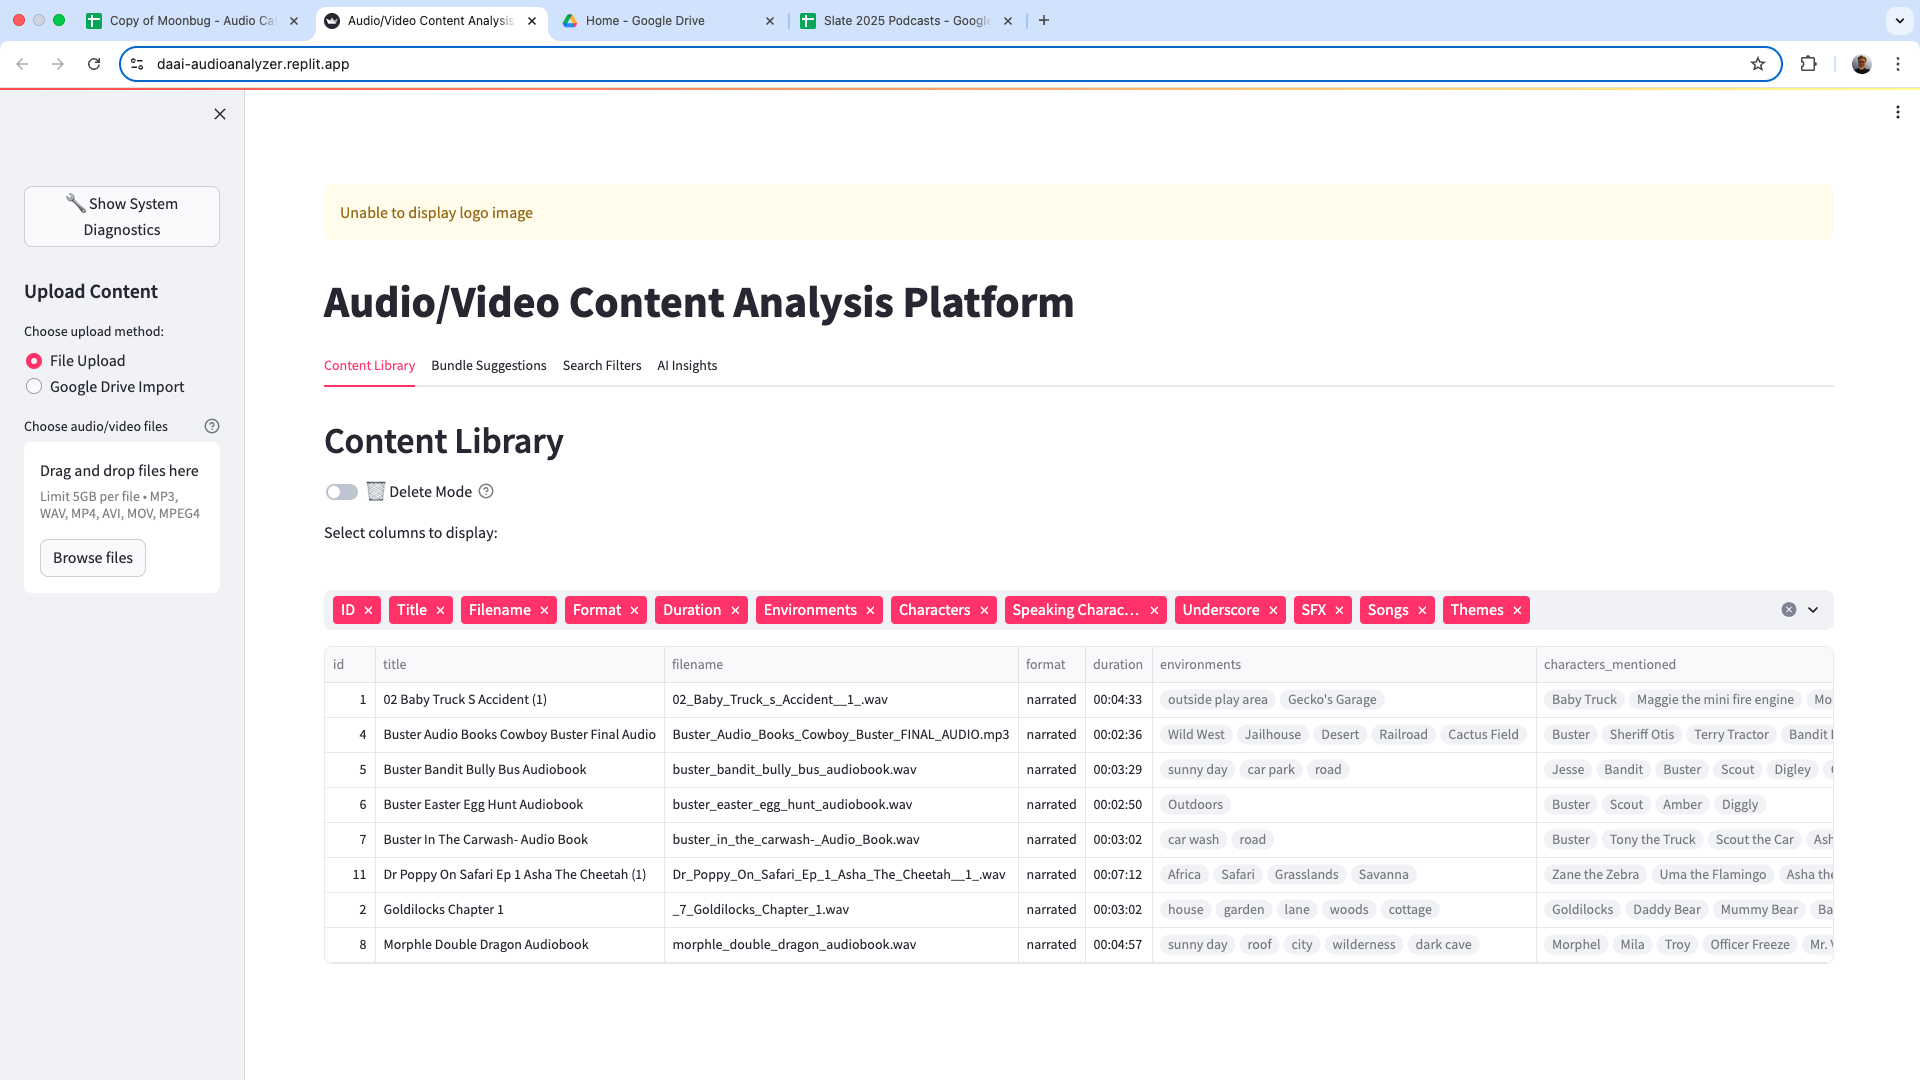 Copy of Moonbug - Audio Ca
Audio/Video Content Analysis
Home - Google Drive
Slate 2025 Podcasts - Google
daai-audioanalyzer.replit.app
Show System
Diagnostics
Upload Content
Choose upload method:
File Upload
Google Drive Import
Choose audio/video files
Drag and drop files here
Limit 5GB per file • MP3,
WAV, MP4, AVI, MOV, MPEG4
Browse files
Unable to display logo image
Audio/Video Content Analysis Platform
Content Library Bundle Suggestions Search Filters AI Insights
Content Library
Delete Mode
Select columns to display:
ID Title Filename Format Duration Environments Characters Speaking Charac... Underscore SFX Songs Themes
id title filename format duration environments characters_mentioned
1 02 Baby Truck S Accident (1) 02_Baby_Truck_s_Accident__1_.wav narrated 00:04:33 outside play area Gecko's Garage Baby Truck Maggie the mini fire engine Mo
4 Buster Audio Books Cowboy Buster Final Audio Buster_Audio_Books_Cowboy_Buster_FINAL_AUDIO.mp3 narrated 00:02:36 Wild West Jailhouse Desert Railroad Cactus Field Buster Sheriff Otis Terry Tractor Bandit
5 Buster Bandit Bully Bus Audiobook buster_bandit_bully_bus_audiobook.wav narrated 00:03:29 sunny day car park road Jesse Bandit Buster Scout Digley
6 Buster Easter Egg Hunt Audiobook buster_easter_egg_hunt_audiobook.wav narrated 00:02:50 Outdoors Buster Scout Amber Diggly
7 Buster In The Carwash- Audio Book buster_in_the_carwash-_Audio_Book.wav narrated 00:03:02 car wash road Buster Tony the Truck Scout the Car Ash
11 Dr Poppy On Safari Ep 1 Asha The Cheetah (1) Dr_Poppy_On_Safari_Ep_1_Asha_The_Cheetah__1_.wav narrated 00:07:12 Africa Safari Grasslands Savanna Zane the Zebra Uma the Flamingo Asha the
2 Goldilocks Chapter 1 _7_Goldilocks_Chapter_1.wav narrated 00:03:02 house garden lane woods cottage Goldilocks Daddy Bear Mummy Bear Ba
8 Morphle Double Dragon Audiobook morphle_double_dragon_audiobook.wav narrated 00:04:57 sunny day roof city wilderness dark cave Morphel Mila Troy Officer Freeze Mr.